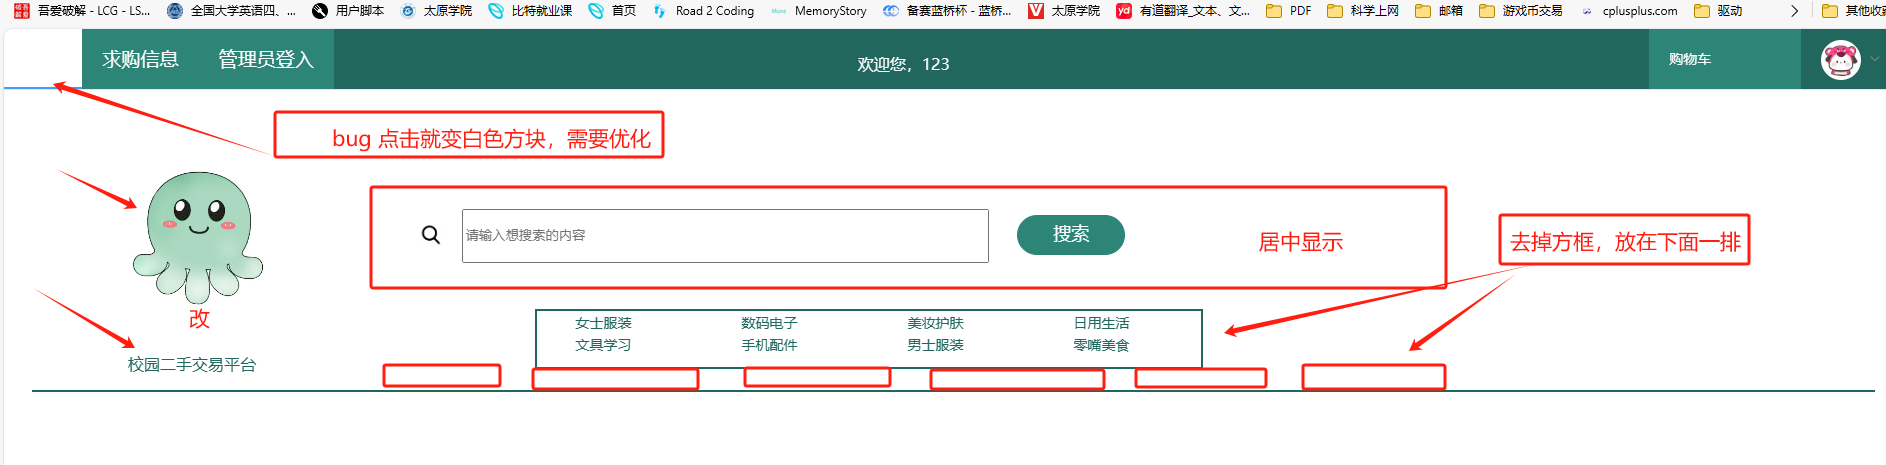 吾爱破解 - LCG - LS... 全国大学英语四、... 用户脚本 太原学院 比特就业课 首页 Road 2 Coding MemoryStory 备赛蓝桥杯 - 蓝桥... 太原学院 有道翻译_文本、文... PDF 科学上网 邮箱 游戏币交易 cplusplus.com 驱动 其他收藏
求购信息 管理员登入 欢迎您，123 购物车
bug 点击就变白色方块，需要优化
请输入想搜索的内容 搜索 居中显示
去掉方框，放在下面一排
改
女士服装 数码电子 美妆护肤 日用生活
文具学习 手机配件 男士服装 零嘴美食
校园二手交易平台